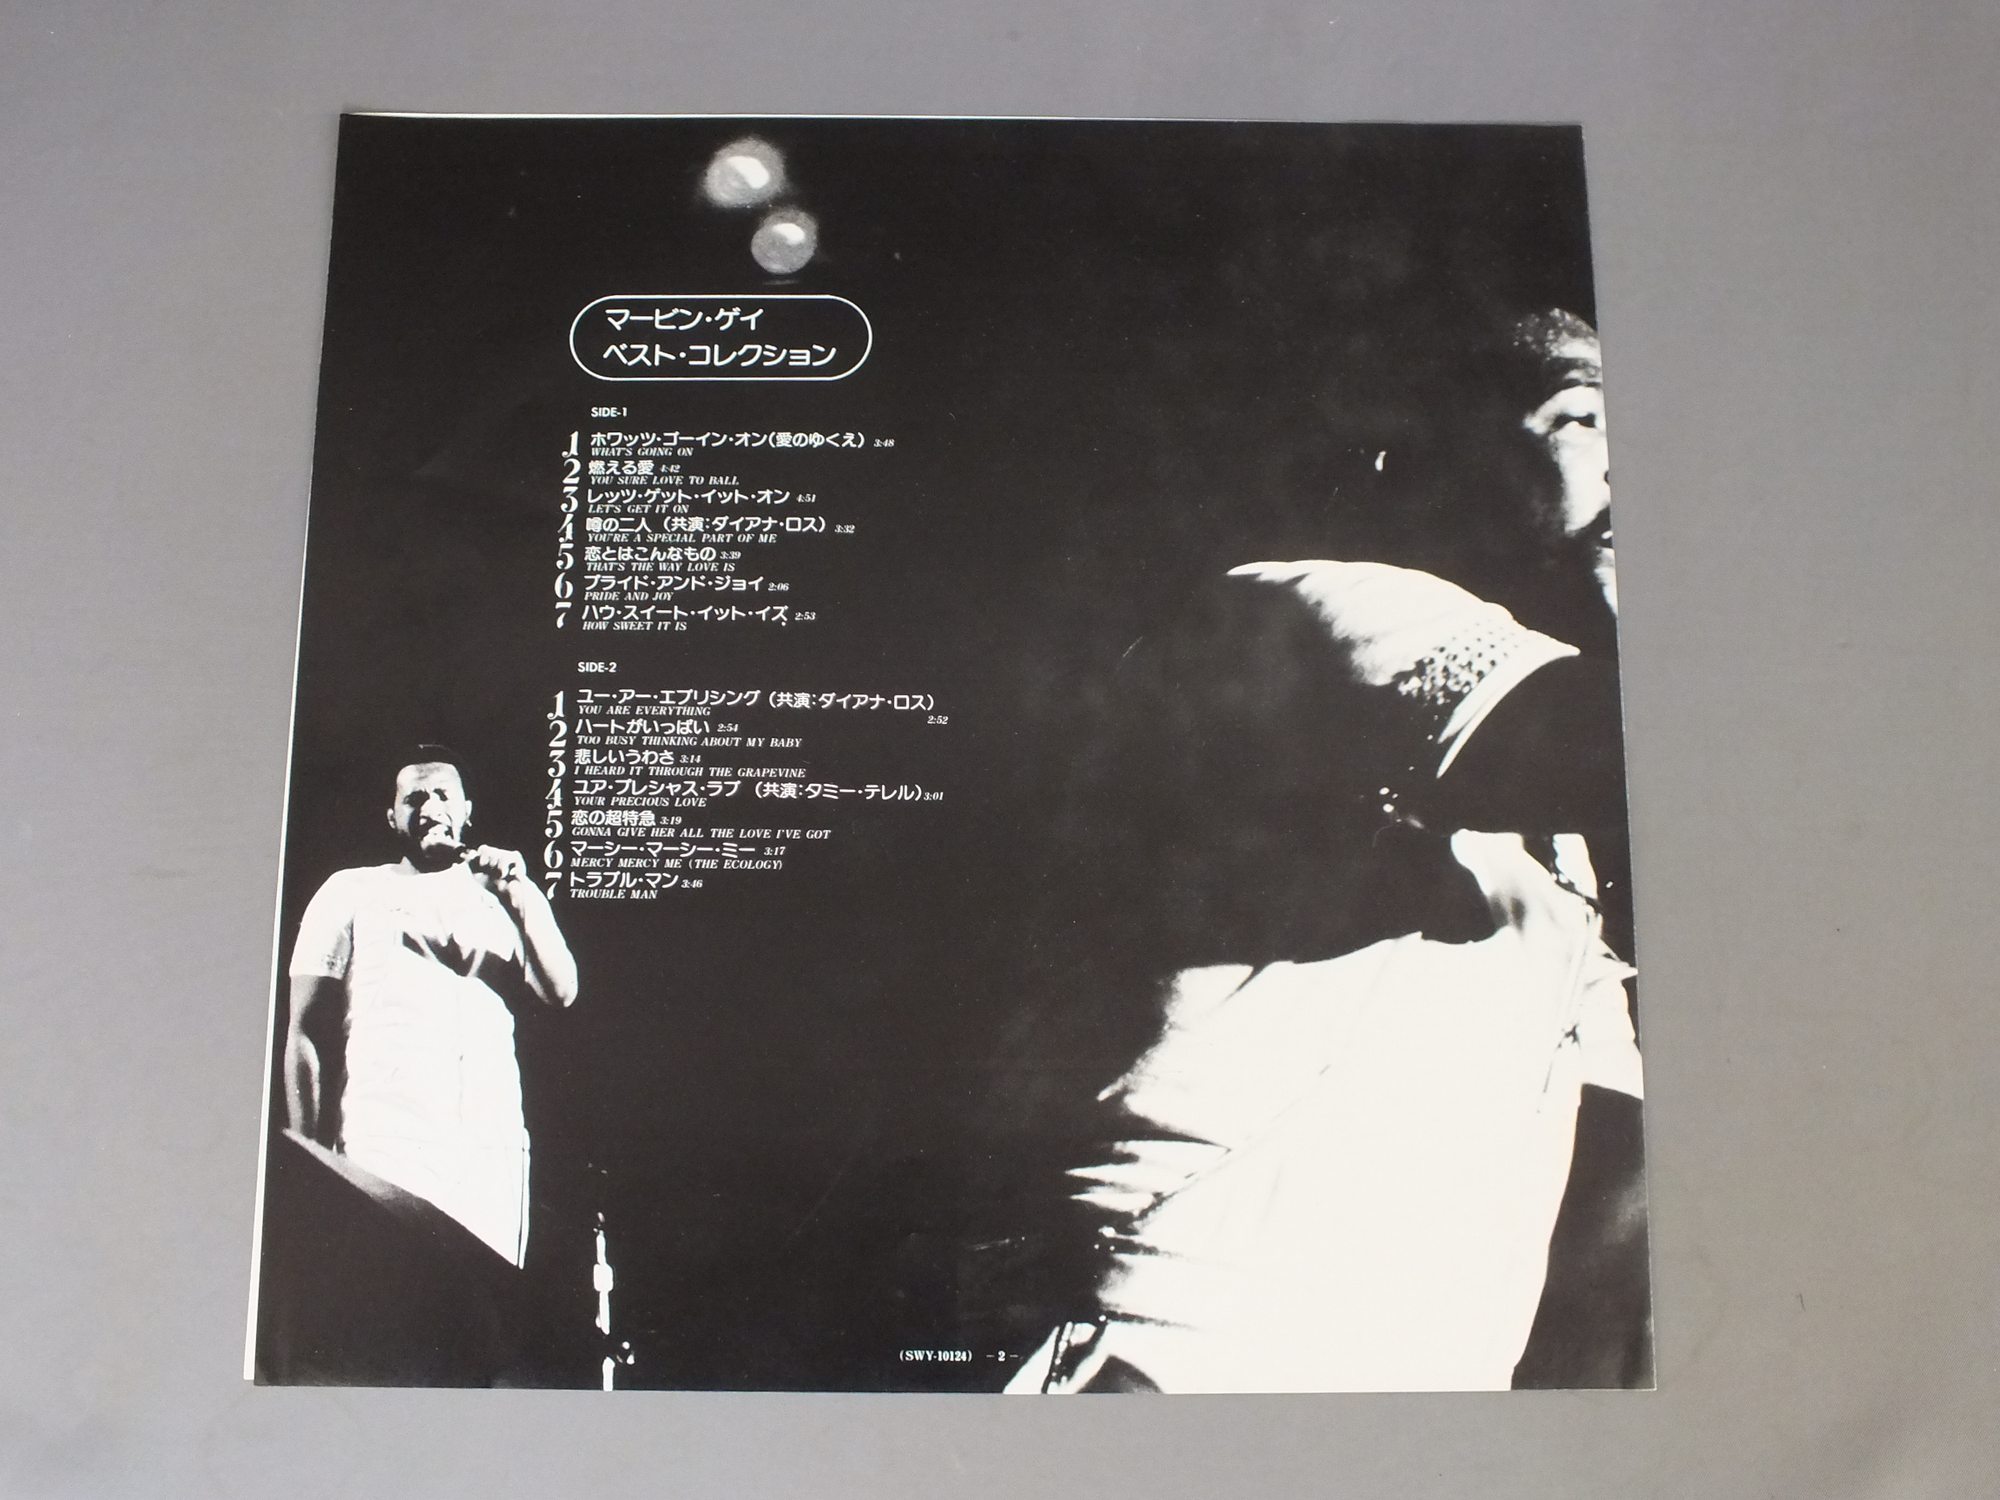 マービン・ゲイ
ベスト・コレクション
SIDE-1
1 ホワッツ・ゴーイン・オン(愛のゆくえ) 3:48
WHAT'S GOING ON
2 燃える愛 4:42
YOU SURE LOVE TO BALL
3 レッツ・ゲット・イット・オン 4:51
LET'S GET IT ON
4 噂の二人 (共演:ダイアナ・ロス) 3:32
YOU'RE A SPECIAL PART OF ME
5 恋とはこんなもの 3:39
THAT'S THE WAY LOVE IS
6 プライド・アンド・ジョイ 2:06
PRIDE AND JOY
7 ハウ・スイート・イット・イズ 2:53
HOW SWEET IT IS
SIDE-2
1 ユー・アー・エブリシング (共演:ダイアナ・ロス)
YOU ARE EVERYTHING 2:52
2 ハートがいっぱい 2:54
TOO BUSY THINKING ABOUT MY BABY
3 悲しいうわさ 3:14
I HEARD IT THROUGH THE GRAPEVINE
4 ユア・プレシャス・ラブ (共演:タミー・テレル) 3:01
YOUR PRECIOUS LOVE
5 恋の超特急 3:19
GONNA GIVE HER ALL THE LOVE I'VE GOT
6 マーシー・マーシー・ミー 3:17
MERCY MERCY ME (THE ECOLOGY)
7 トラブル・マン 3:46
TROUBLE MAN
(SWY-10124) －2－